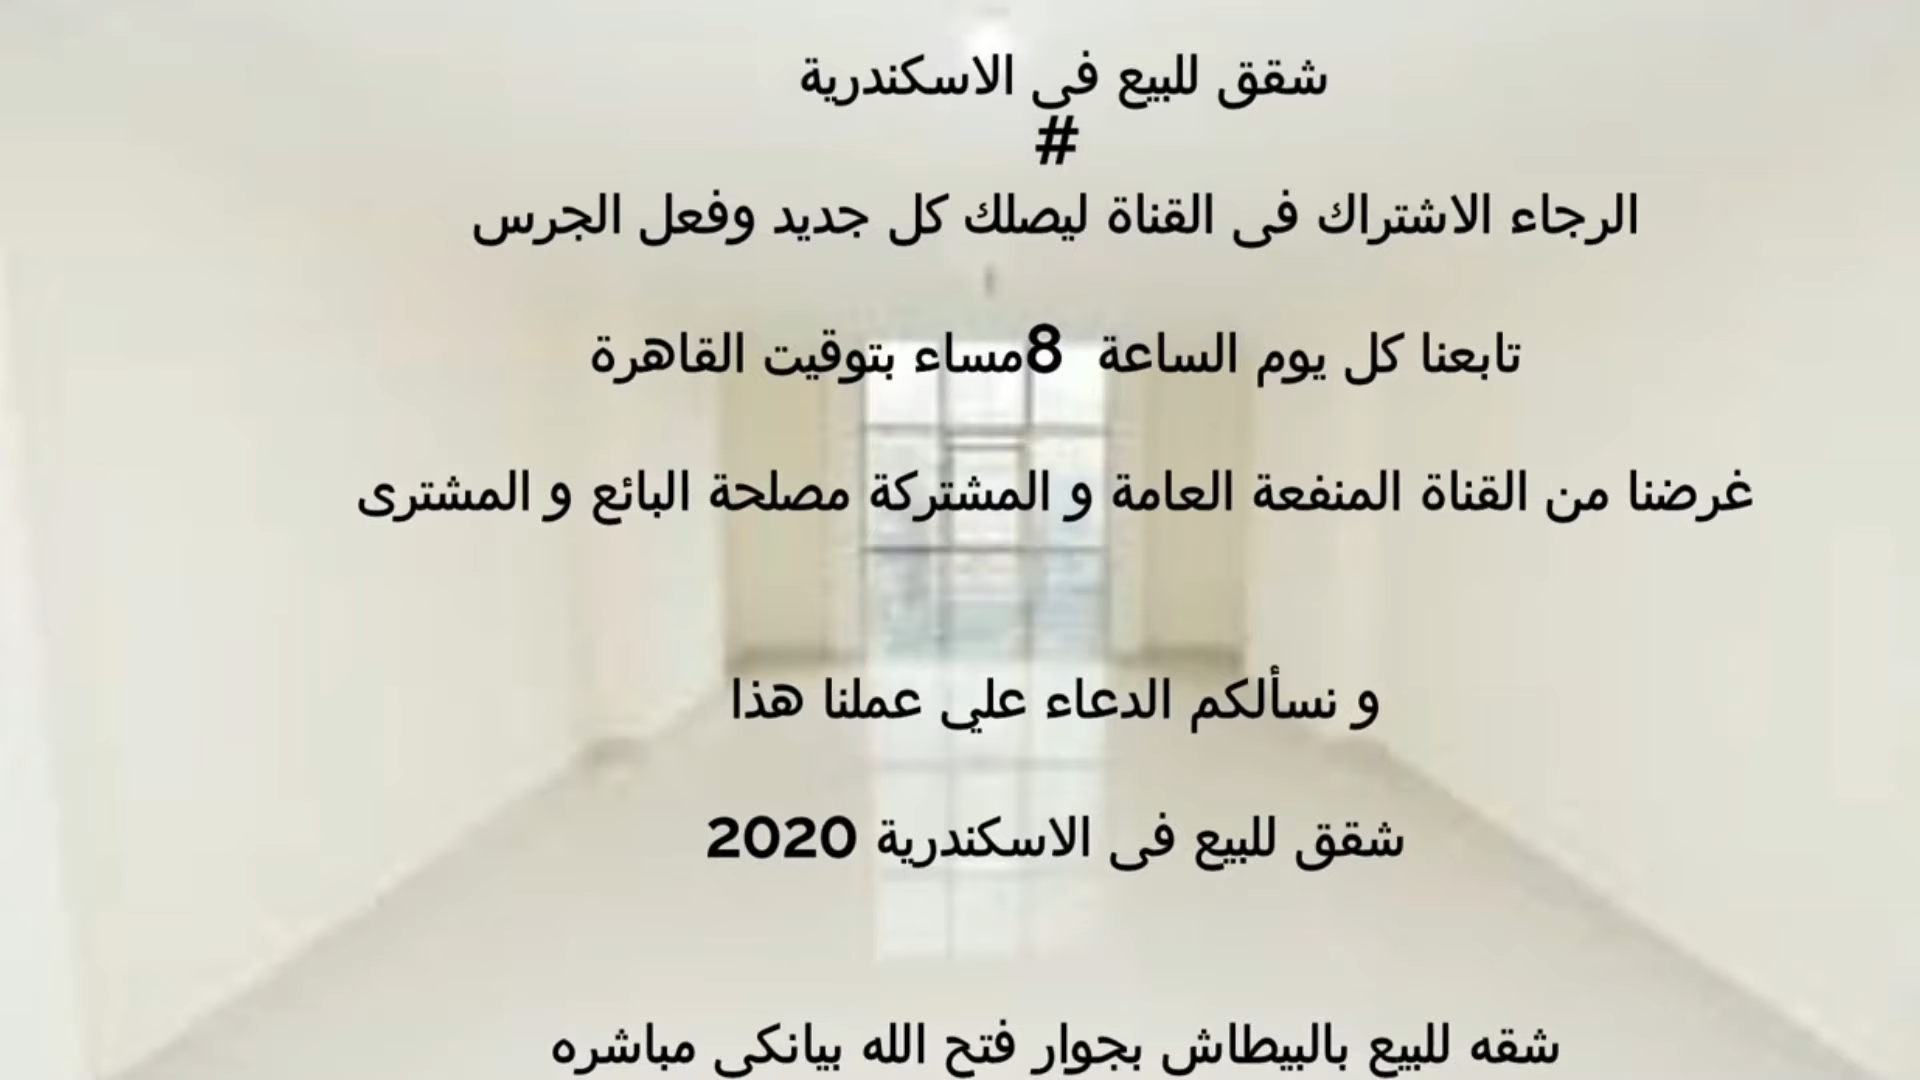 شقق للبيع في الاسكندرية
#
الرجاء الاشتراك فى القناة ليصلك كل جديد وفعل الجرس
تابعنا كل يوم الساعة 8مساء بتوقيت القاهرة
غرضنا من القناة المنفعة العامة و المشتركة مصلحة البائع و المشترى
و نسألكم الدعاء علي عملنا هذا
شقق للبيع فى الاسكندرية 2020
شقه للبيع بالبيطاش بجوار فتح الله بيانكى مباشره